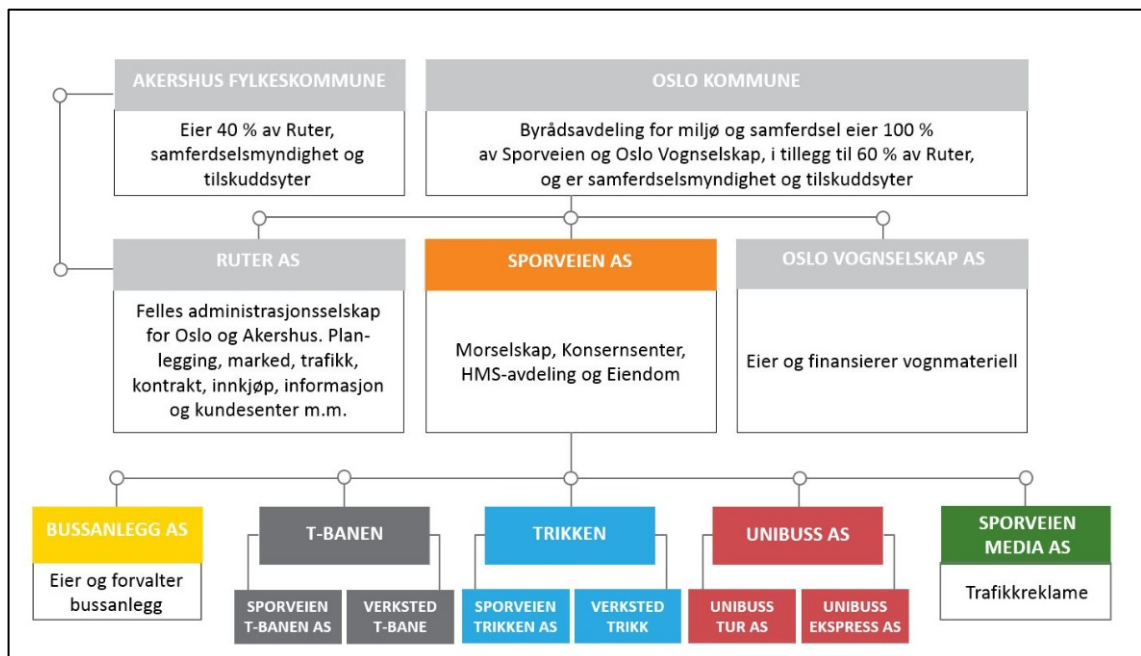 AKERSHUS FYLKESKOMMUNE
Eier 40 % av Ruter,
samferdselsmyndighet og
tilskuddsyter
OSLO KOMMUNE
Byrådsavdeling for miljø og samferdsel eier 100 %
av Sporveien og Oslo Vognselskap, i tillegg til 60 % av Ruter,
og er samferdselsmyndighet og tilskuddsyter
RUTER AS
Felles administrasjonsselskap
for Oslo og Akershus. Plan-
legging, marked, trafikk,
kontrakt, innkjøp, informasjon
og kundesenter m.m.
SPORVEIEN AS
Morselskap, Konsernsenter,
HMS-avdeling og Eiendom
OSLO VOGNSELSKAP AS
Eier og finansierer vognmateriell
BUSSANLEGG AS
Eier og forvalter
bussanlegg
T-BANEN
SPORVEIEN
T-BANEN AS
VERKSTED
T-BANE
TRIKKEN
SPORVEIEN
TRIKKEN AS
VERKSTED
TRIKK
UNIBUSS AS
UNIBUSS
TUR AS
UNIBUSS
EKSPRESS AS
SPORVEIEN
MEDIA AS
Trafikkreklame